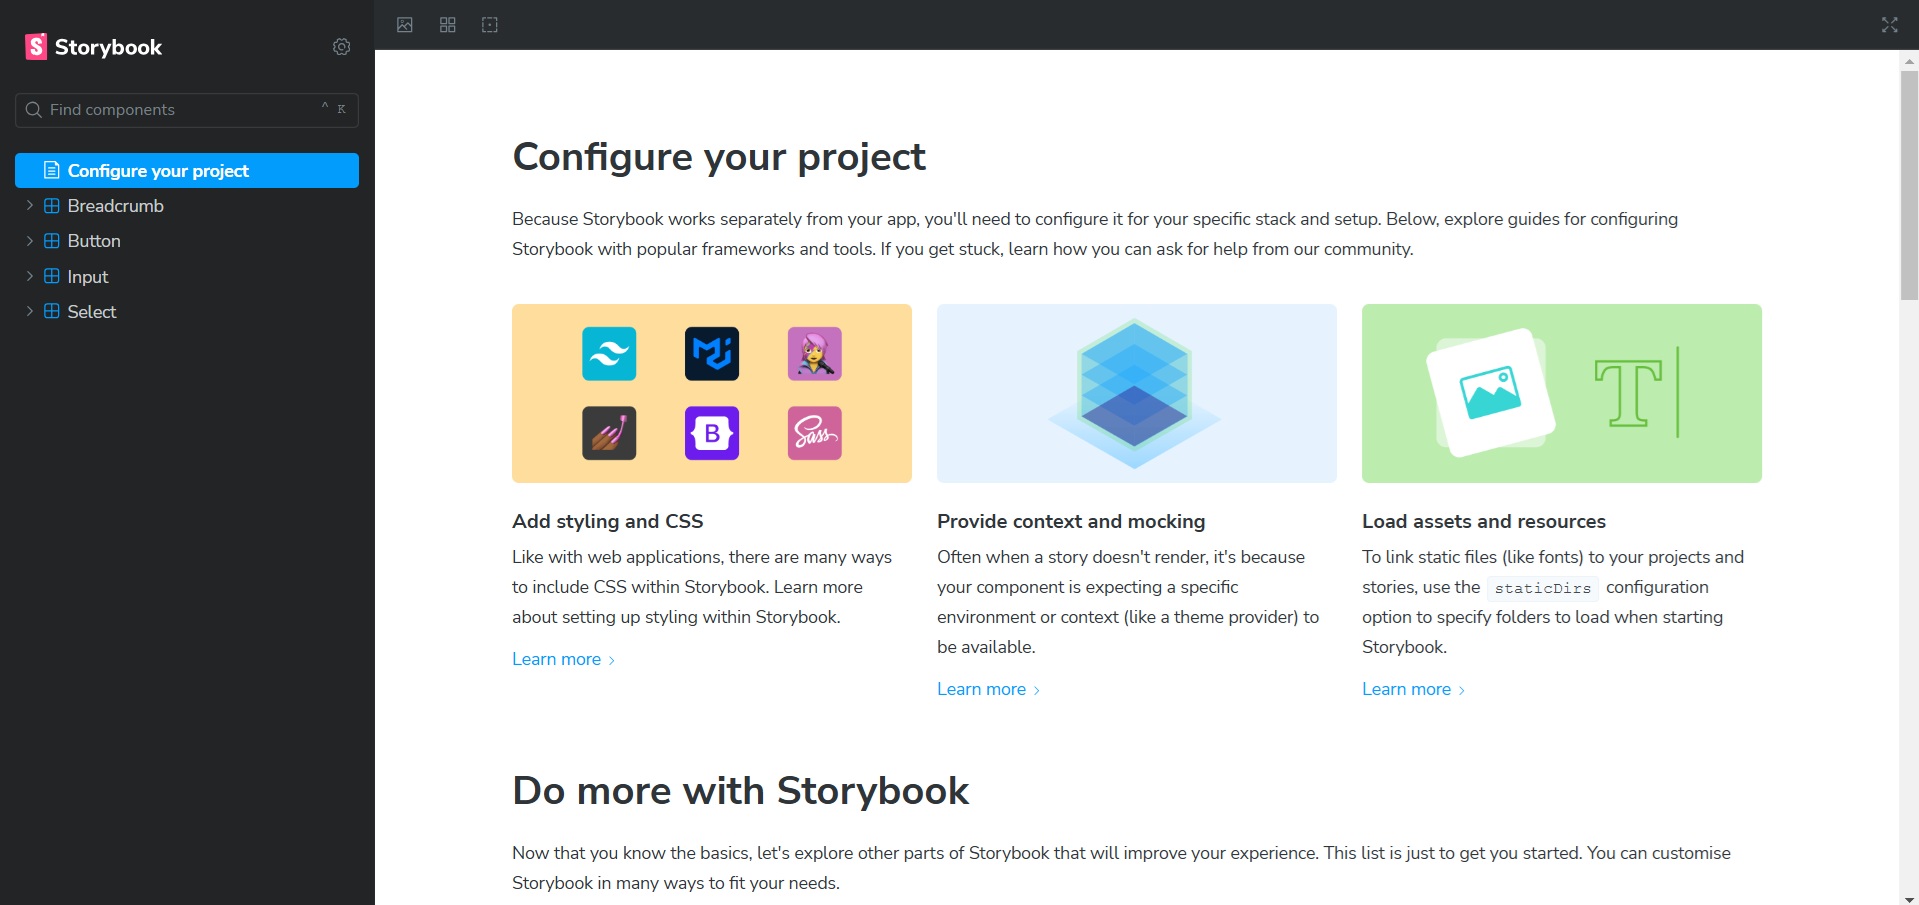 Storybook
Find components
^ K
Configure your project
Breadcrumb
Button
Input
Select
Configure your project
Because Storybook works separately from your app, you'll need to configure it for your specific stack and setup. Below, explore guides for configuring
Storybook with popular frameworks and tools. If you get stuck, learn how you can ask for help from our community.
B
Sass
T
Add styling and CSS
Like with web applications, there are many ways
to include CSS within Storybook. Learn more
about setting up styling within Storybook.
Learn more
Provide context and mocking
Often when a story doesn't render, it's because
your component is expecting a specific
environment or context (like a theme provider) to
be available.
Learn more
Load assets and resources
To link static files (like fonts) to your projects and
stories, use the staticDirs configuration
option to specify folders to load when starting
Storybook.
Learn more
Do more with Storybook
Now that you know the basics, let's explore other parts of Storybook that will improve your experience. This list is just to get you started. You can customise
Storybook in many ways to fit your needs.